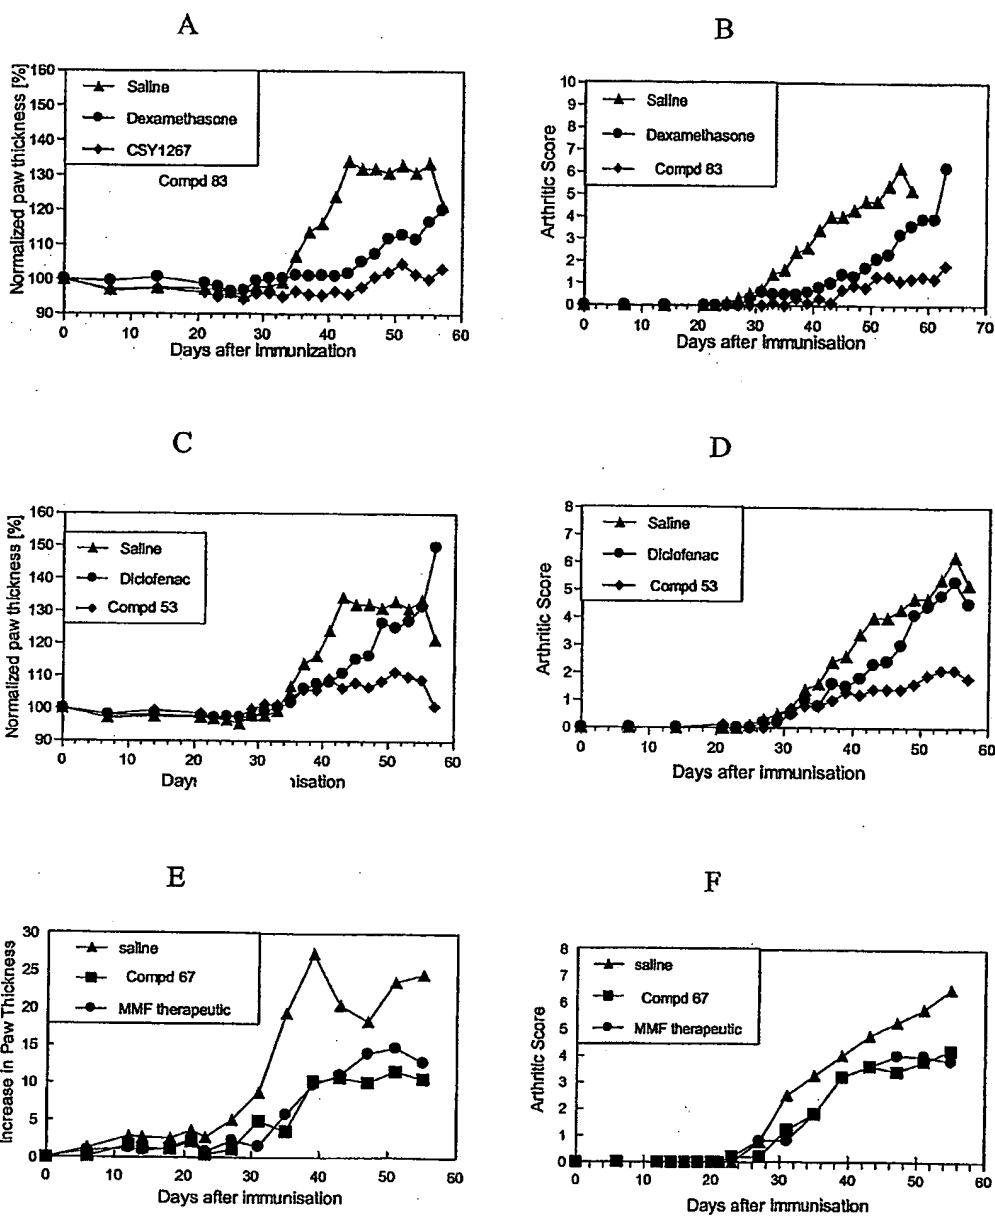 A
Normalized paw thickness [%]
160
150
140
130
120
110
100
90
Saline
Dexamethasone
CSY1267
Compd 83
0 10 20 30 40 50 60
Days after Immunization
B
Arthritic Score
10
9
8
7
6
5
4
3
2
1
0
Saline
Dexamethasone
Compd 83
0 10 20 30 40 50 60 70
Days after Immunisation
C
Normalized paw thickness [%]
160
150
140
130
120
110
100
90
Saline
Diclofenac
Compd 53
0 10 20 30 40 50 60
Days nisation
D
Arthritic Score
8
7
6
5
4
3
2
1
0
Saline
Diclofenac
Compd 53
0 10 20 30 40 50 60
Days after immunisation
E
Increase in Paw Thickness
30
25
20
15
10
5
0
saline
Compd 67
MMF therapeutic
0 10 20 30 40 50 60
Days after immunisation
F
Arthritic Score
8
7
6
5
4
3
2
1
0
saline
Compd 67
MMF therapeutic
0 10 20 30 40 50 60
Days after Immunisation